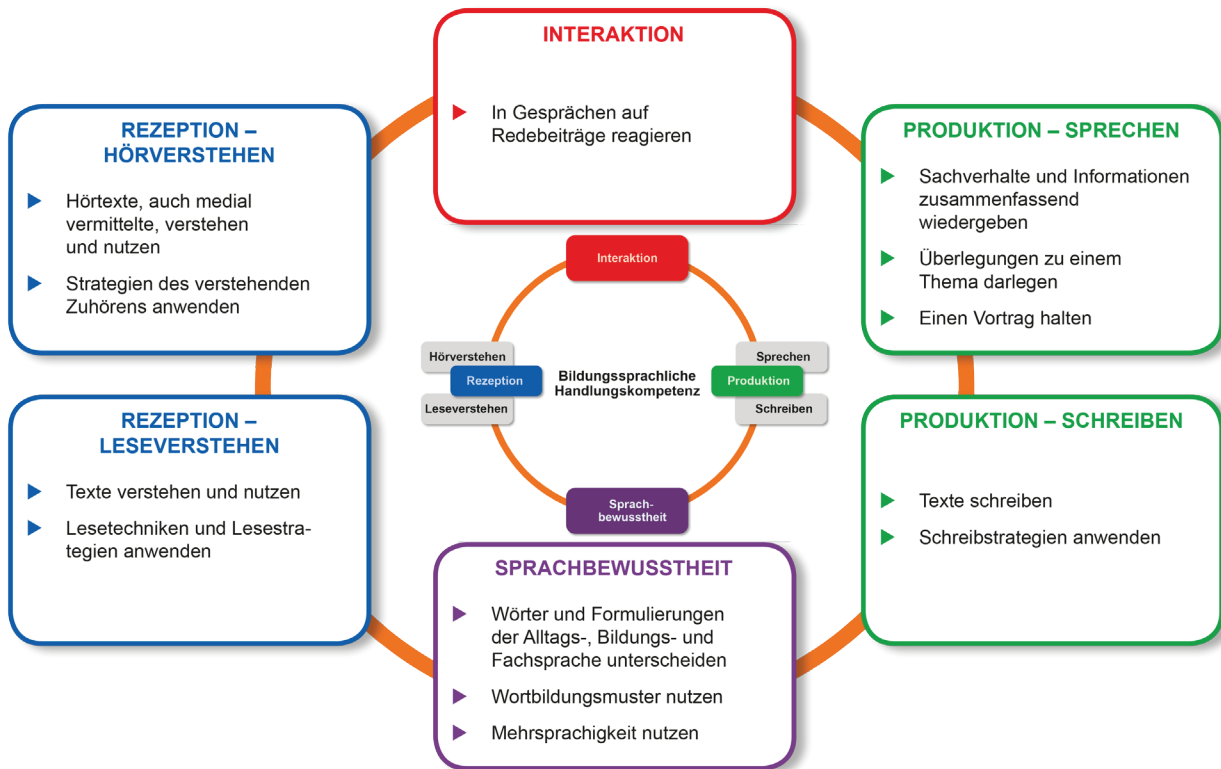 INTERAKTION
In Gesprächen auf
Redebeiträge reagieren
REZEPTION –
HÖRVERSTEHEN
Hörtexte, auch medial
vermittelte, verstehen
und nutzen
Strategien des verstehenden
Zuhörens anwenden
PRODUKTION – SPRECHEN
Sachverhalte und Informationen
zusammenfassend
wiedergeben
Überlegungen zu einem
Thema darlegen
Einen Vortrag halten
Interaktion
Hörverstehen
Rezeption
Leseverstehen
Bildungssprachliche
Handlungskompetenz
Sprechen
Produktion
Schreiben
Sprach-
bewusstheit
REZEPTION –
LESEVERSTEHEN
Texte verstehen und nutzen
Lesetechniken und Lesestra-
tegien anwenden
PRODUKTION – SCHREIBEN
Texte schreiben
Schreibstrategien anwenden
SPRACHBEWUSSTHEIT
Wörter und Formulierungen
der Alltags-, Bildungs- und
Fachsprache unterscheiden
Wortbildungsmuster nutzen
Mehrsprachigkeit nutzen